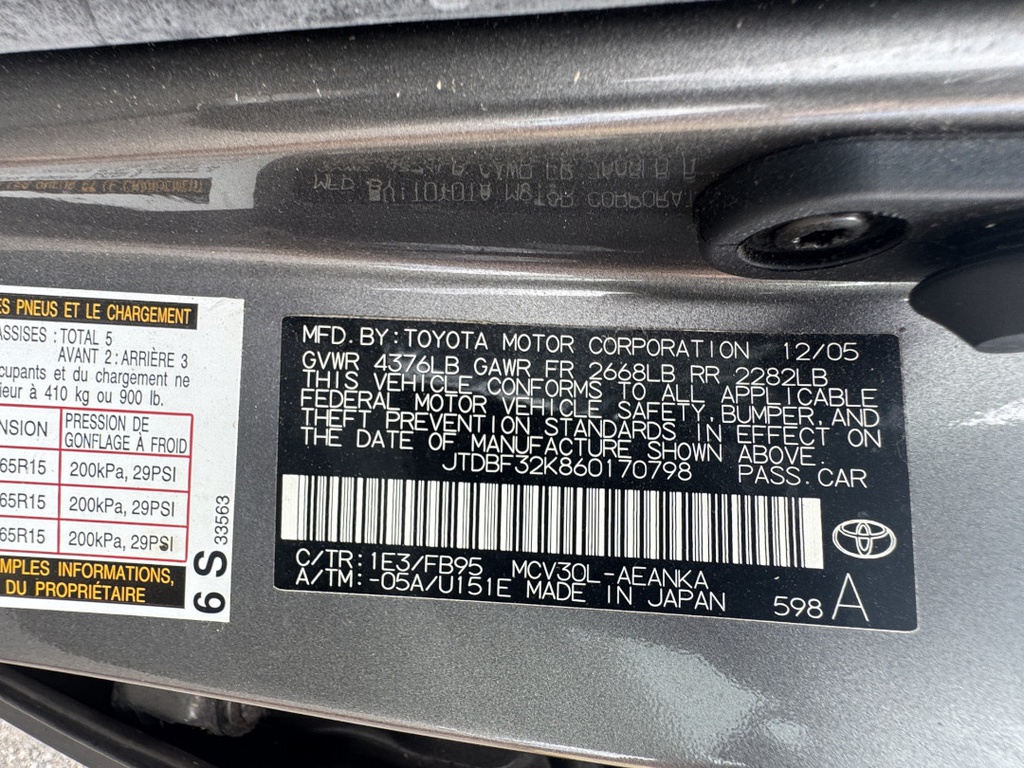 ES PNEUS ET LE CHARGEMENT
ASSISES : TOTAL 5
AVANT 2 : ARRIÈRE 3
cupants et du chargement ne
ieur à 410 kg ou 900 lb.
NSION PRESSION DE GONFLAGE À FROID
65R15 200kPa, 29PSI
65R15 200kPa, 29PSI
65R15 200kPa, 29PSI
MPLES INFORMATIONS,
DU PROPRIÉTAIRE
6 S 33563
MFD. BY: TOYOTA MOTOR CORPORATION 12/05
GVWR 4376LB GAWR FR 2668LB RR 2282LB
THIS VEHICLE CONFORMS TO ALL APPLICABLE
FEDERAL MOTOR VEHICLE SAFETY, BUMPER, AND
THEFT PREVENTION STANDARDS IN EFFECT ON
THE DATE OF MANUFACTURE SHOWN ABOVE.
JTDBF32K860170798 PASS. CAR
C/TR: 1E3/FB95 MCV30L-AEANKA
A/TM: -05A/U151E MADE IN JAPAN 598 A